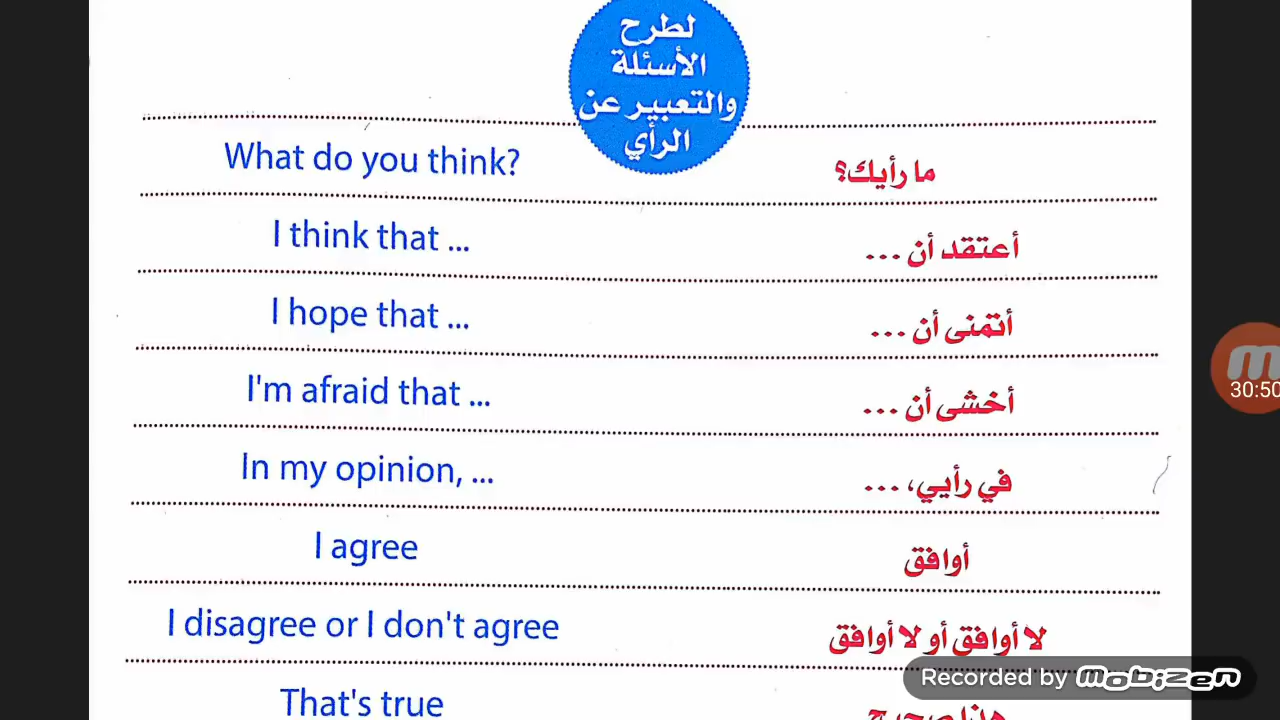 لطرح
الأسئلة
والتعبير عن
الرأي
What do you think? ما رأيك؟
I think that ... أعتقد أن ...
I hope that ... أتمنى أن ...
I'm afraid that ... أخشى أن ...
In my opinion, ... في رأيي، ...
I agree أوافق
I disagree or I don't agree لا أوافق أو لا أوافق
That's true هذا صحيح
30:50
Recorded by mobizen